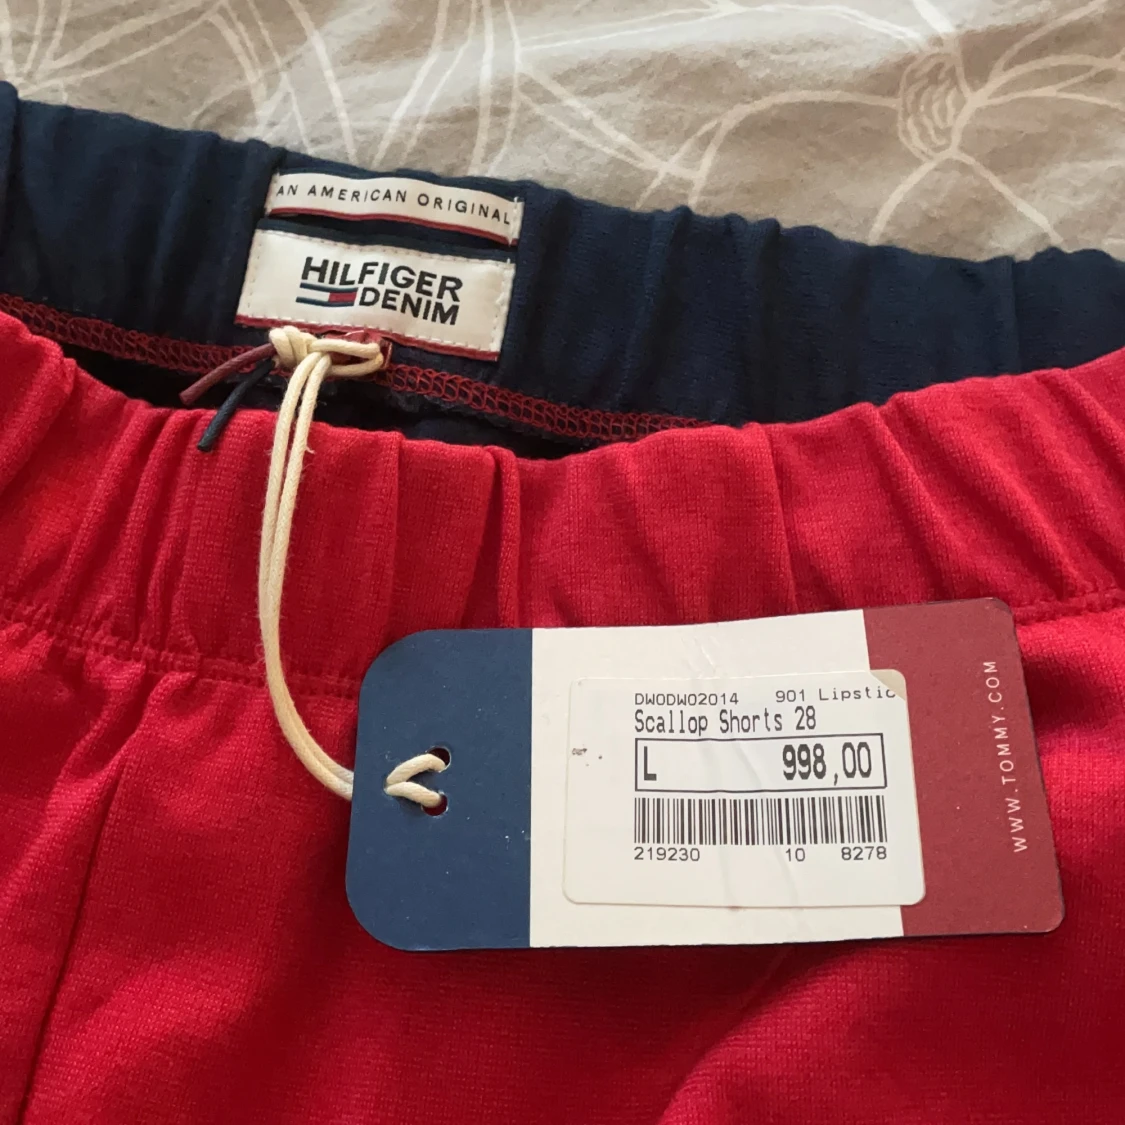 AN AMERICAN ORIGINAL
HILFIGER
DENIM
DW0DW02014 901 Lipstic
Scallop Shorts 28
L 998,00
219230 10 8278
WWW.TOMMY.COM